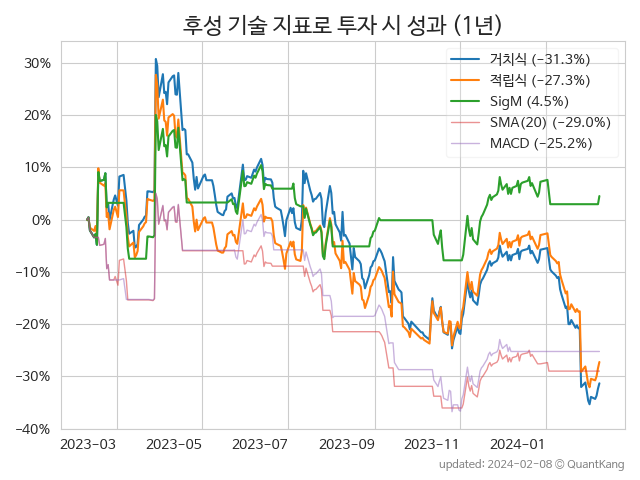 후성 기술 지표로 투자 시 성과 (1년)
거치식 (−31.3%)
적립식 (−27.3%)
SigM (4.5%)
SMA(20) (−29.0%)
MACD (−25.2%)
30%
20%
10%
0%
−10%
−20%
−30%
−40%
2023-03
2023-05
2023-07
2023-09
2023-11
2024-01
updated: 2024-02-08 © QuantKang